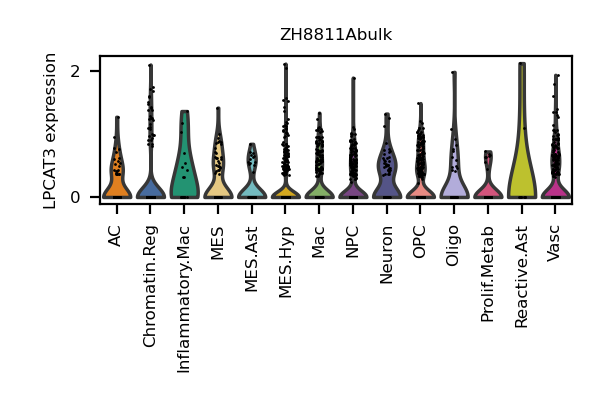 ZH8811Abulk
LPCAT3 expression
2
0
AC
Chromatin.Reg
Inflammatory.Mac
MES
MES.Ast
MES.Hyp
Mac
NPC
Neuron
OPC
Oligo
Prolif.Metab
Reactive.Ast
Vasc